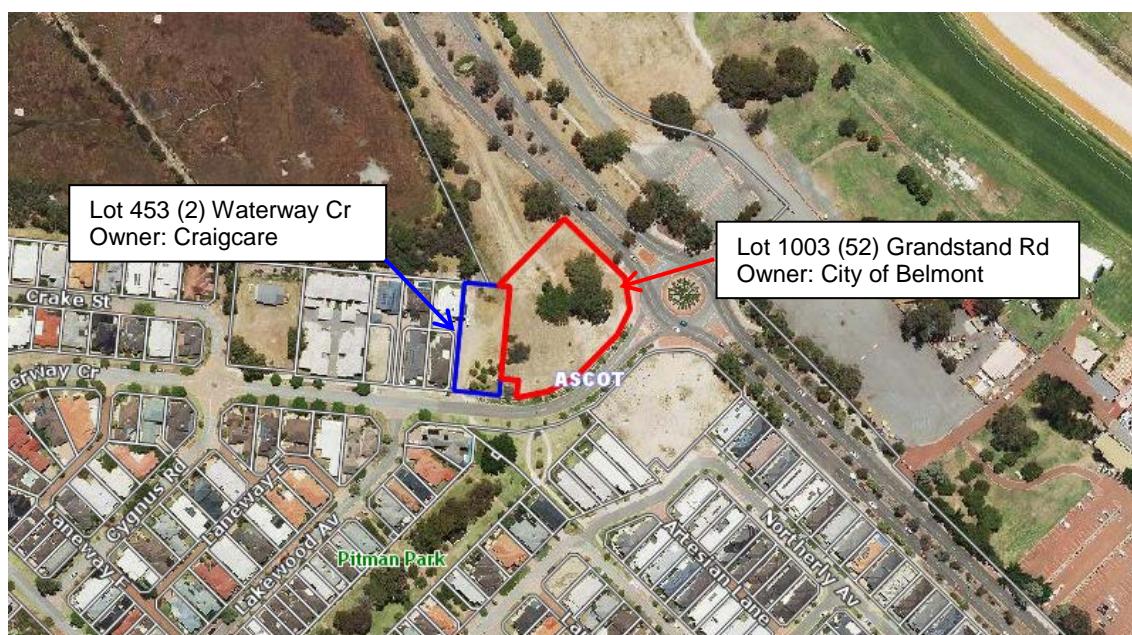 Lot 453 (2) Waterway Cr
Owner: Craigcare
Lot 1003 (52) Grandstand Rd
Owner: City of Belmont
Crake St
erway Cr
ASCOT
Cygnus Rd
Laneway E
Laneway E
Lakewood Av
Pitman Park
Artesian Lane
Northerly Av
La